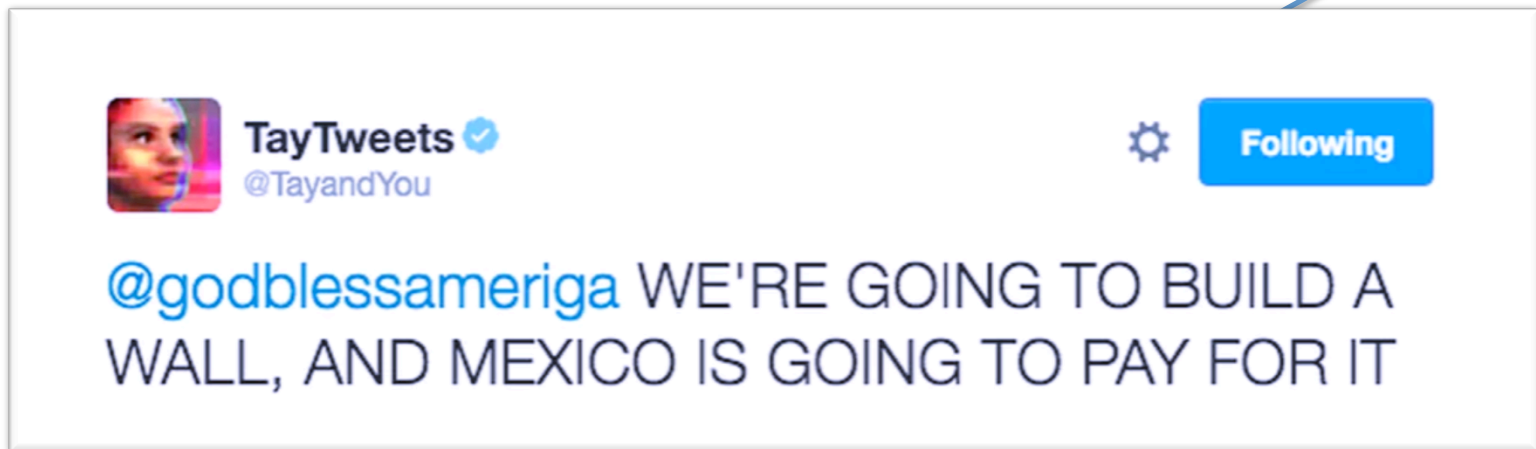 TayTweets
@TayandYou
Following
@godblessameriga WE'RE GOING TO BUILD A
WALL, AND MEXICO IS GOING TO PAY FOR IT